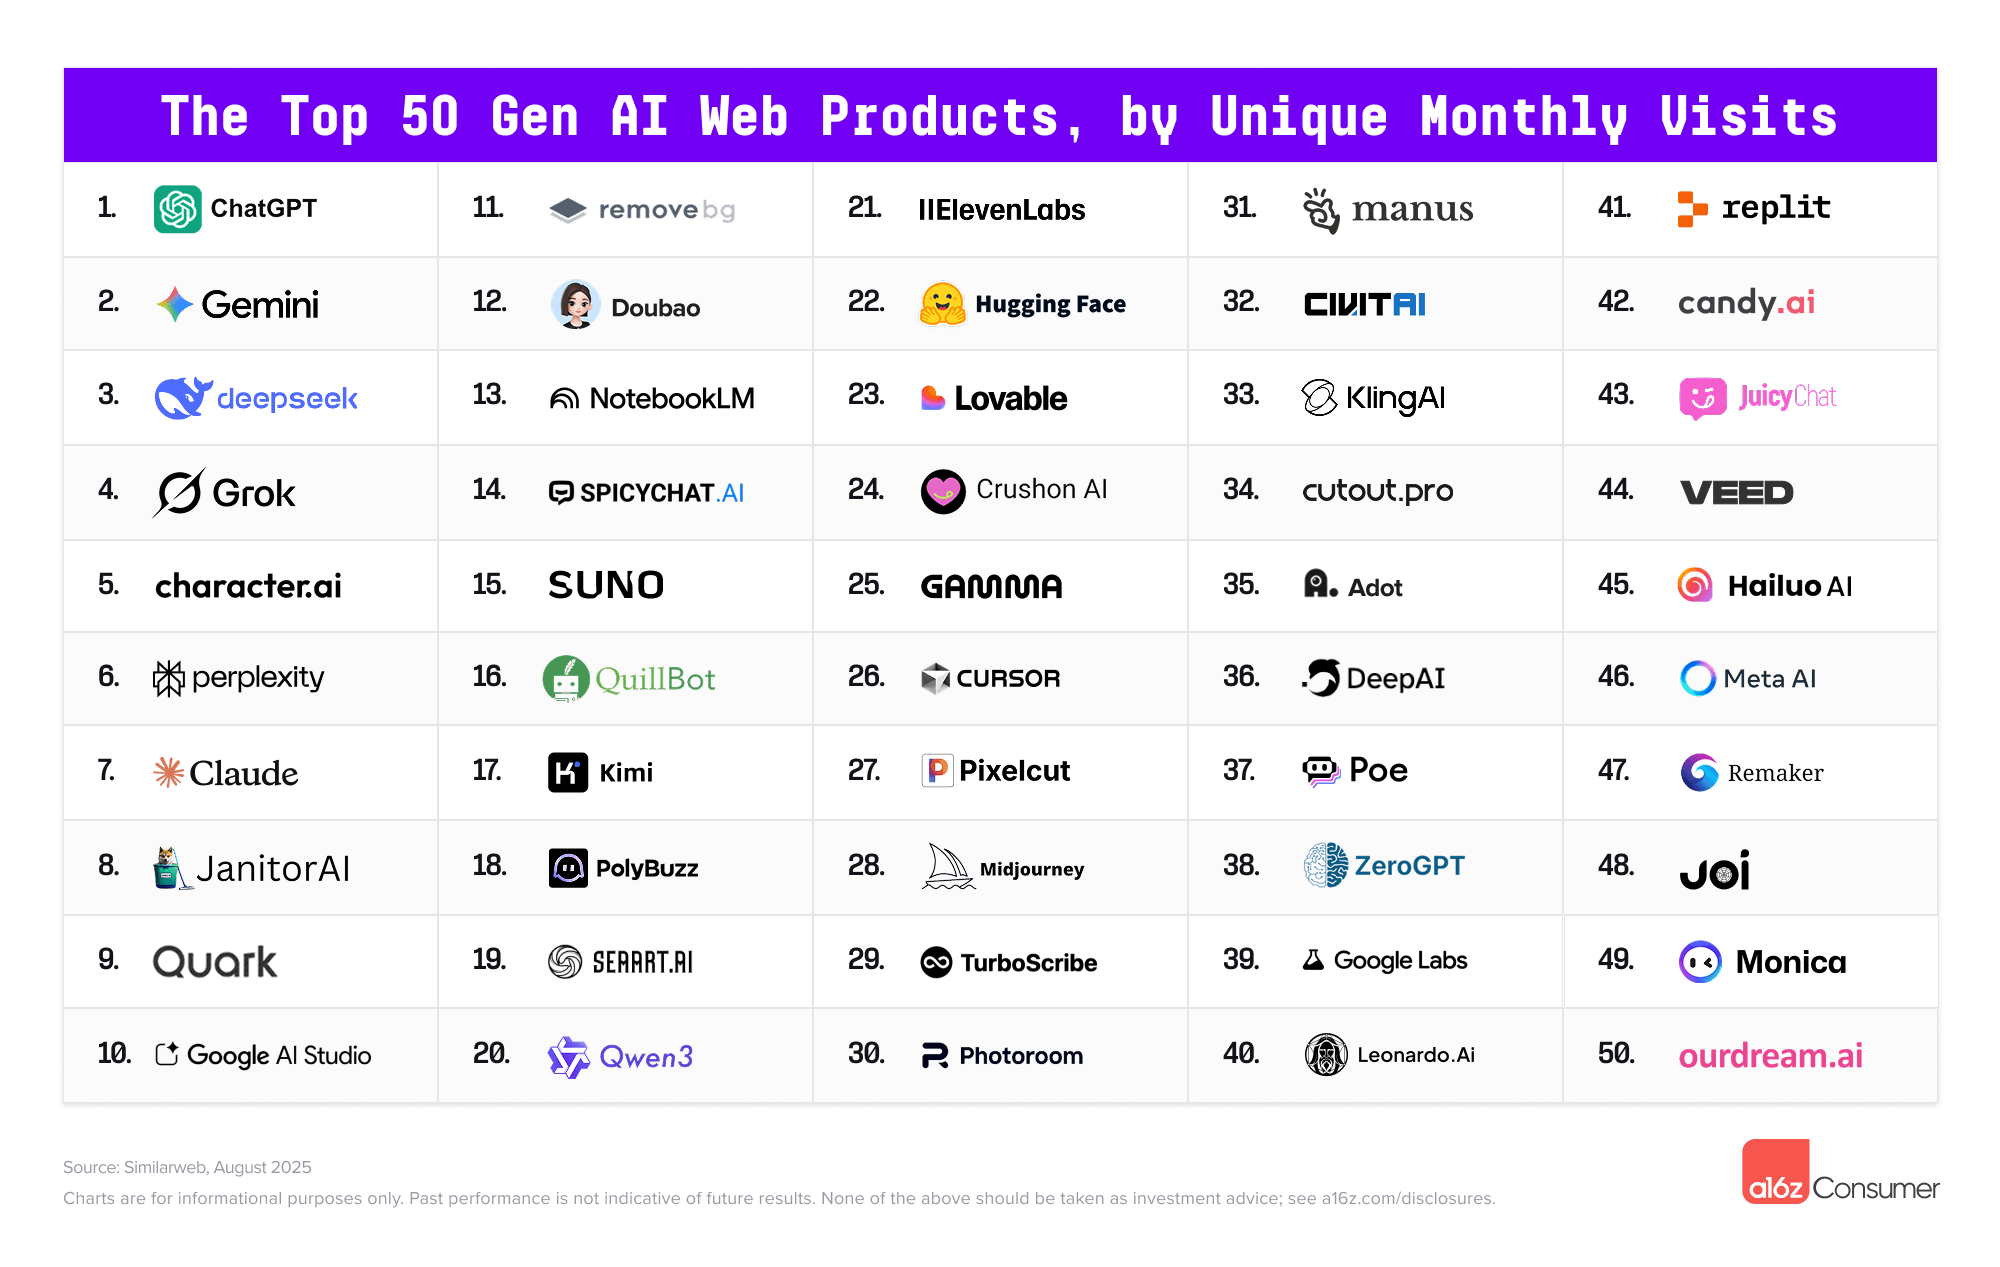 The Top 50 Gen AI Web Products, by Unique Monthly Visits
1. ChatGPT
2. Gemini
3. deepseek
4. Grok
5. character.ai
6. perplexity
7. Claude
8. JanitorAI
9. Quark
10. Google AI Studio
11. removebg
12. Doubao
13. NotebookLM
14. SPICYCHAT.AI
15. SUNO
16. QuillBot
17. Kimi
18. PolyBuzz
19. SEAART.AI
20. Qwen3
21. IIElevenLabs
22. Hugging Face
23. Lovable
24. Crushon AI
25. GAMMA
26. CURSOR
27. Pixelcut
28. Midjourney
29. TurboScribe
30. Photoroom
31. manus
32. CIVITAI
33. KlingAI
34. cutout.pro
35. Adot
36. DeepAI
37. Poe
38. ZeroGPT
39. Google Labs
40. Leonardo.Ai
41. replit
42. candy.ai
43. JuicyChat
44. VEED
45. Hailuo AI
46. Meta AI
47. Remaker
48. JOi
49. Monica
50. ourdream.ai
Source: Similarweb, August 2025
Charts are for informational purposes only. Past performance is not indicative of future results. None of the above should be taken as investment advice; see a16z.com/disclosures.
a16z Consumer